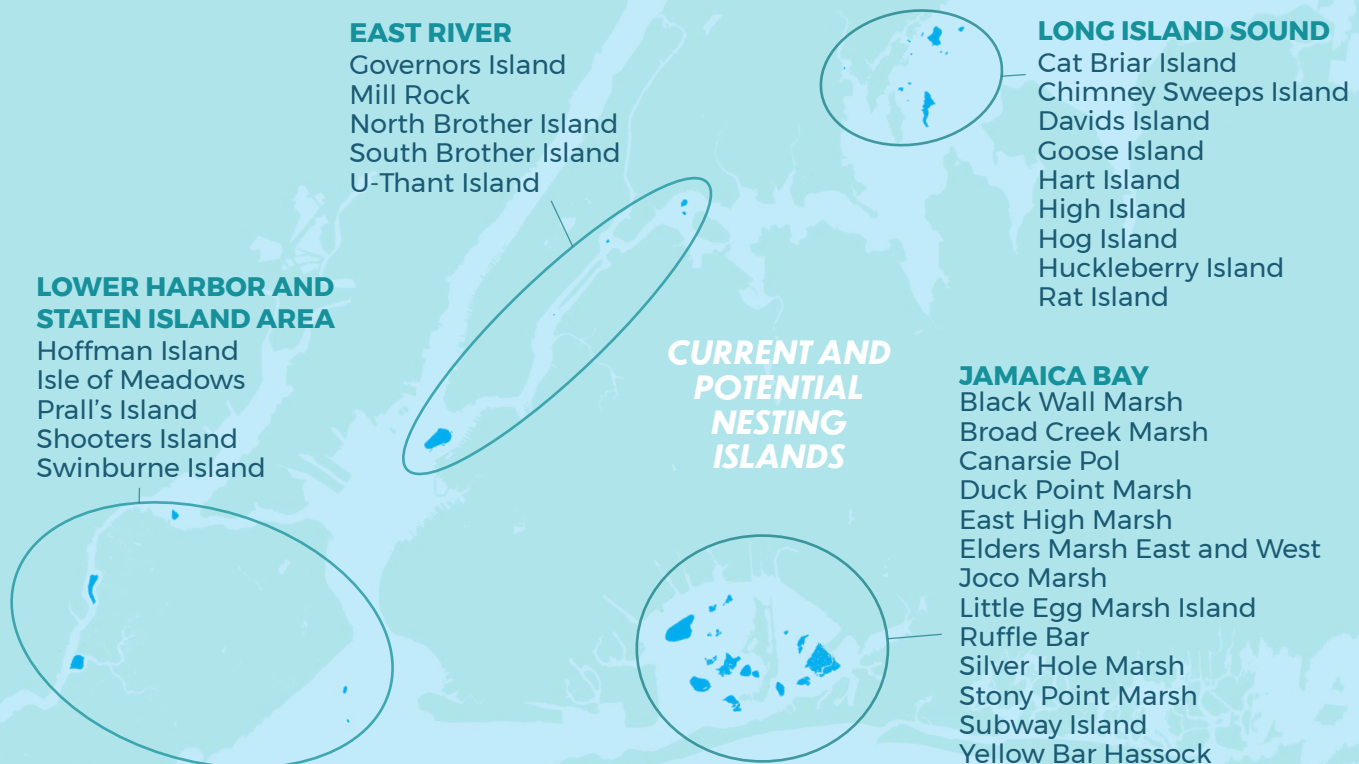 EAST RIVER
Governors Island
Mill Rock
North Brother Island
South Brother Island
U-Thant Island
LONG ISLAND SOUND
Cat Briar Island
Chimney Sweeps Island
Davids Island
Goose Island
Hart Island
High Island
Hog Island
Huckleberry Island
Rat Island
LOWER HARBOR AND
STATEN ISLAND AREA
Hoffman Island
Isle of Meadows
Prall’s Island
Shooters Island
Swinburne Island
CURRENT AND
POTENTIAL
NESTING
ISLANDS
JAMAICA BAY
Black Wall Marsh
Broad Creek Marsh
Canarsie Pol
Duck Point Marsh
East High Marsh
Elders Marsh East and West
Joco Marsh
Little Egg Marsh Island
Ruffle Bar
Silver Hole Marsh
Stony Point Marsh
Subway Island
Yellow Bar Hassock